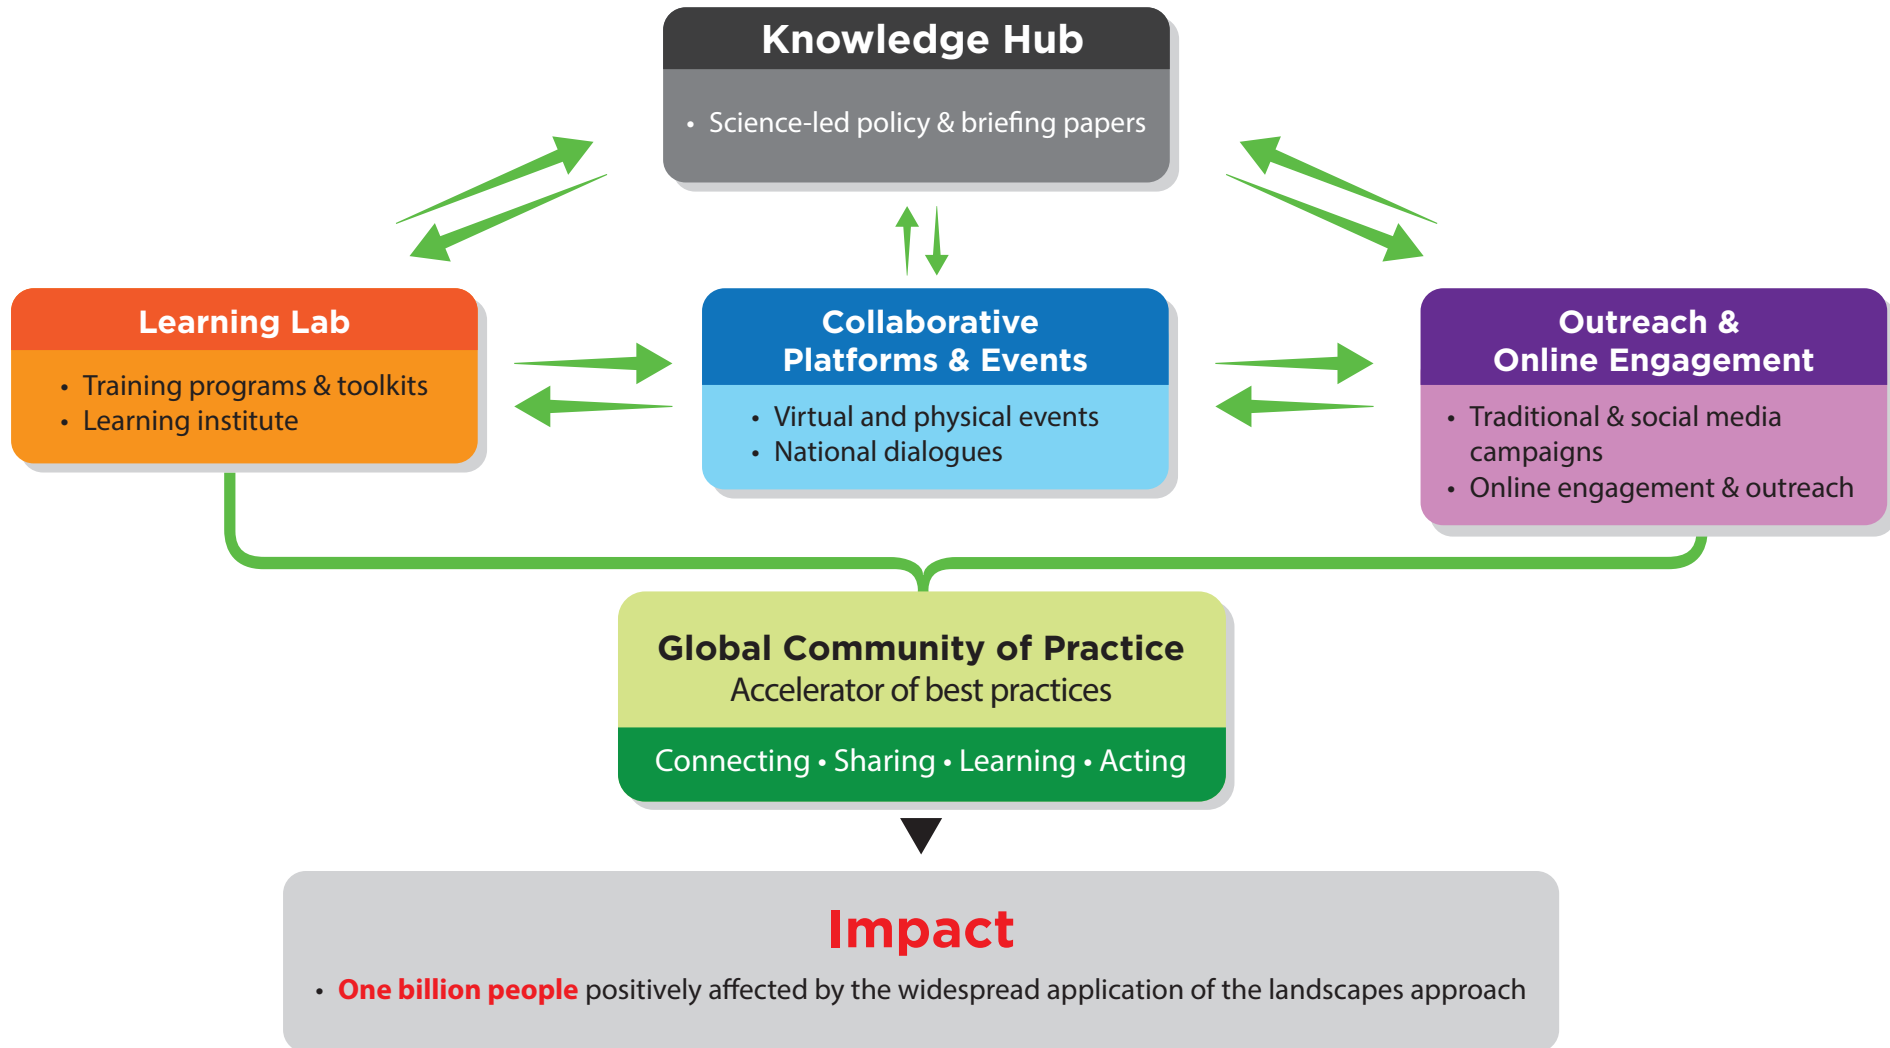 Knowledge Hub
• Science-led policy & briefing papers
Learning Lab
• Training programs & toolkits
• Learning institute
Collaborative
Platforms & Events
• Virtual and physical events
• National dialogues
Outreach &
Online Engagement
• Traditional & social media
campaigns
• Online engagement & outreach
Global Community of Practice
Accelerator of best practices
Connecting • Sharing • Learning • Acting
Impact
• One billion people positively affected by the widespread application of the landscapes approach